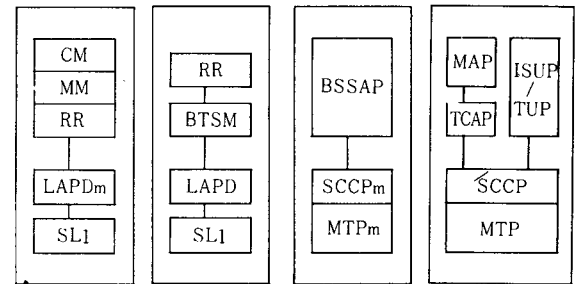 CM
MM
RR
LAPDm
SL1
RR
BTSM
LAPD
SL1
BSSAP
SCCPm
MTPm
MAP
TCAP
ISUP
/
TUP
SCCP
MTP